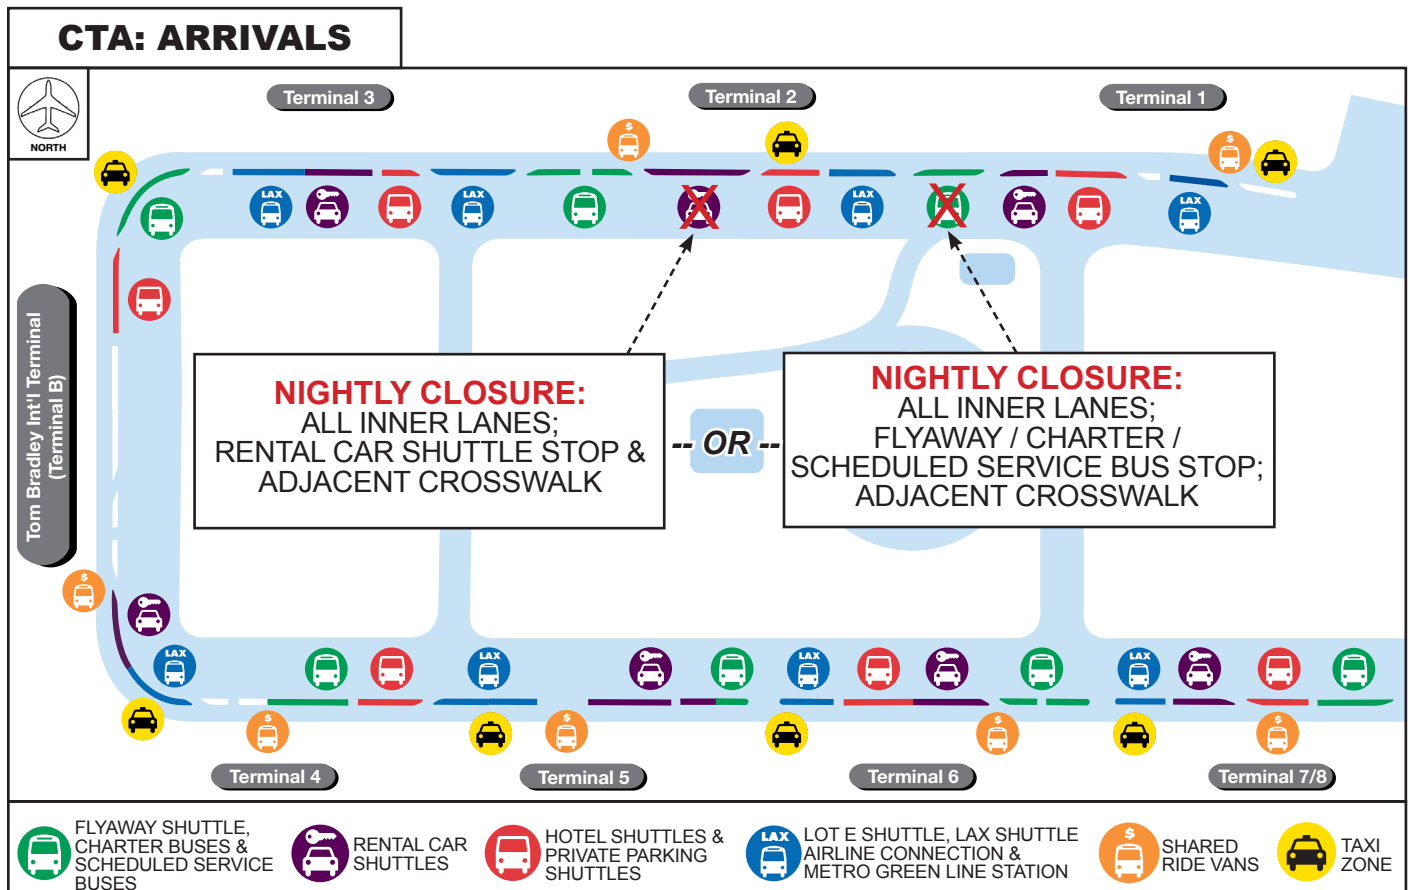 CTA: ARRIVALS
NORTH
Terminal 3
Terminal 2
Terminal 1
$
$
LAX
LAX
LAX
LAX
Tom Bradley Int'l Terminal
(Terminal B)
NIGHTLY CLOSURE:
ALL INNER LANES;
RENTAL CAR SHUTTLE STOP &
ADJACENT CROSSWALK
-- OR --
NIGHTLY CLOSURE:
ALL INNER LANES;
FLYAWAY / CHARTER /
SCHEDULED SERVICE BUS STOP;
ADJACENT CROSSWALK
$
LAX
LAX
LAX
LAX
$
$
$
$
Terminal 4
Terminal 5
Terminal 6
Terminal 7/8
FLYAWAY SHUTTLE,
CHARTER BUSES &
SCHEDULED SERVICE
BUSES
RENTAL CAR
SHUTTLES
HOTEL SHUTTLES &
PRIVATE PARKING
SHUTTLES
LAX
LOT E SHUTTLE, LAX SHUTTLE
AIRLINE CONNECTION &
METRO GREEN LINE STATION
$
SHARED
RIDE VANS
TAXI
ZONE